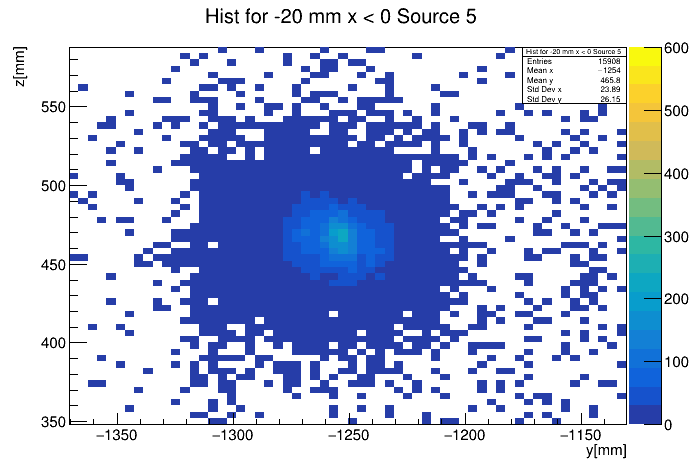 Hist for -20 mm x < 0 Source 5
z[mm]
Hist for -20 mm x < 0 Source 5
Entries 15908
Mean x −1254
Mean y 465.8
Std Dev x 23.89
Std Dev y 26.15
600
500
400
300
200
100
0
550
500
450
400
350
−1350 −1300 −1250 −1200 −1150
y[mm]